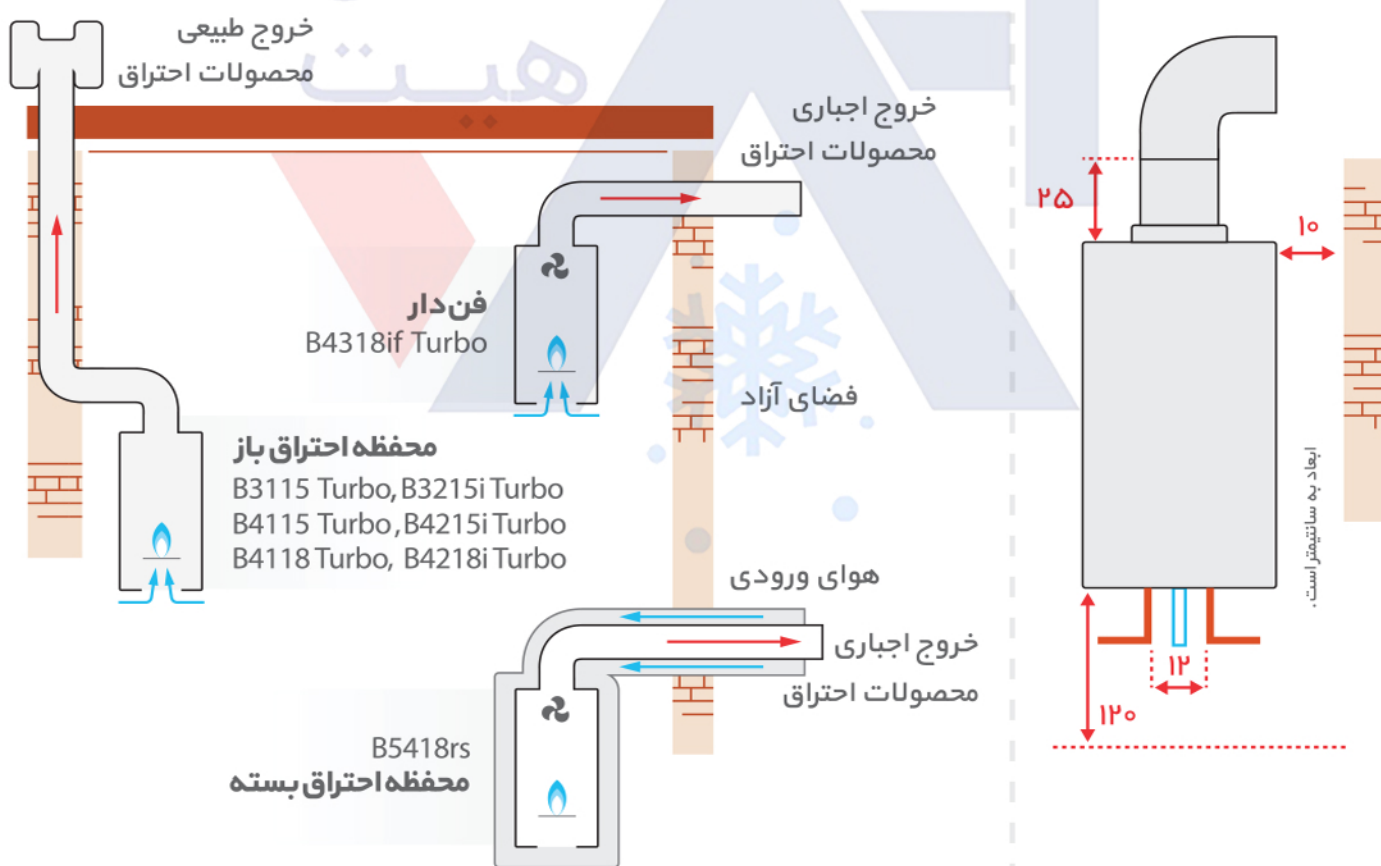 هیت
خروج طبیعی
محصولات احتراق
خروج اجباری
محصولات احتراق
فن‌دار
B4318if Turbo
فضای آزاد
محفظه احتراق باز
B3115 Turbo, B3215i Turbo
B4115 Turbo, B4215i Turbo
B4118 Turbo, B4218i Turbo
هوای ورودی
خروج اجباری
محصولات احتراق
B5418rs
محفظه احتراق بسته
۲۵
۱۰
ابعاد به سانتیمتر است.
۱۲
۱۲۰